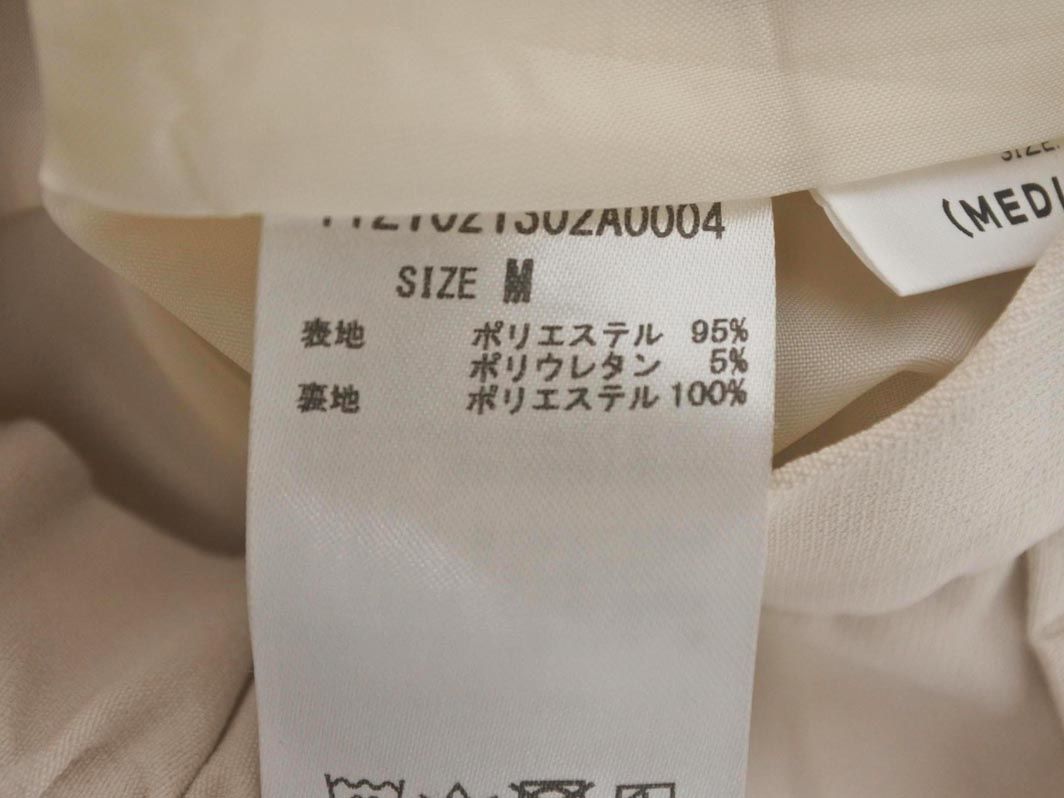 SIZE M
表地 ポリエステル 95%
ポリウレタン 5%
裏地 ポリエステル 100%
SIZE
(MEDI